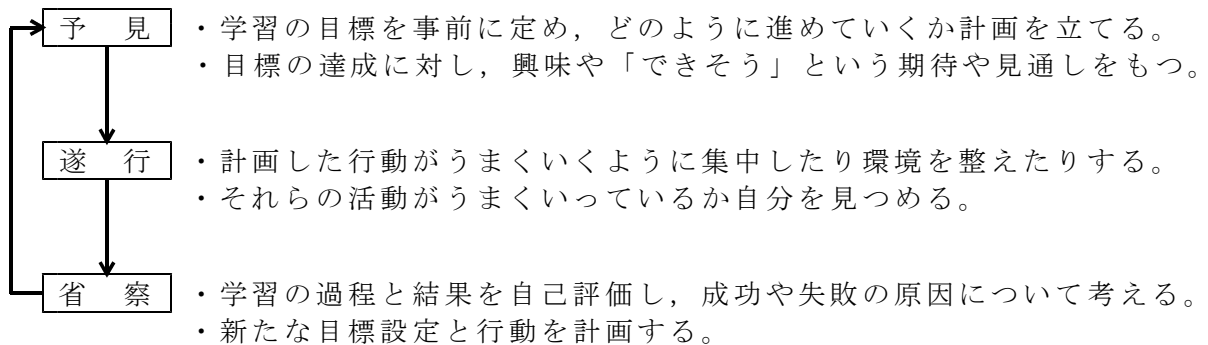 予 見 ・学習の目標を事前に定め，どのように進めていくか計画を立てる。
・目標の達成に対し，興味や「できそう」という期待や見通しをもつ。
遂 行 ・計画した行動がうまくいくように集中したり環境を整えたりする。
・それらの活動がうまくいっているか自分を見つめる。
省 察 ・学習の過程と結果を自己評価し，成功や失敗の原因について考える。
・新たな目標設定と行動を計画する。